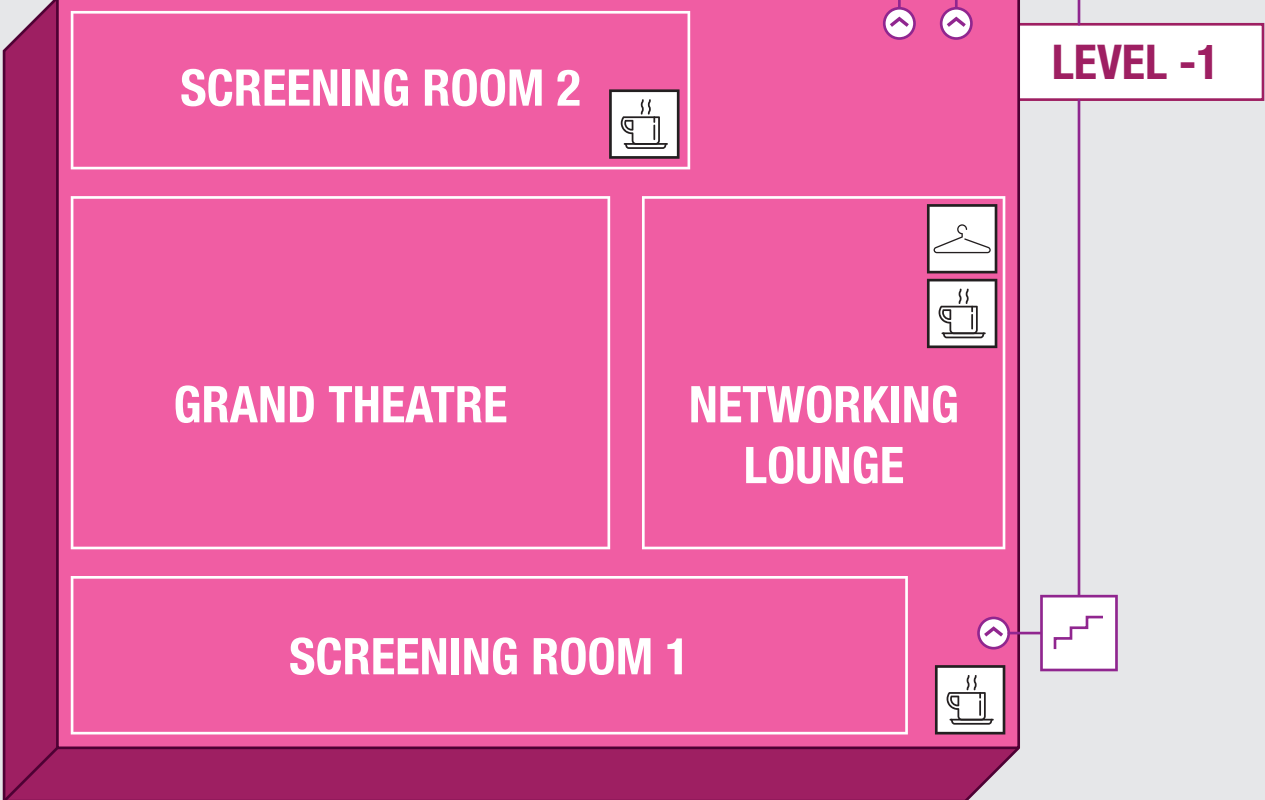 SCREENING ROOM 2
LEVEL -1
GRAND THEATRE
NETWORKING
LOUNGE
SCREENING ROOM 1